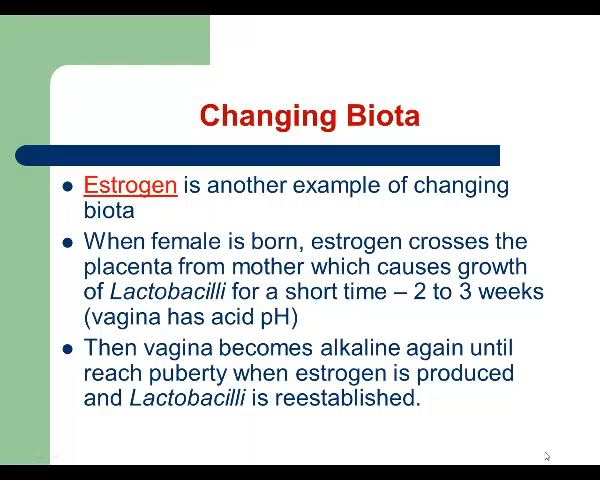 Changing Biota
Estrogen is another example of changing
biota
When female is born, estrogen crosses the
placenta from mother which causes growth
of Lactobacilli for a short time – 2 to 3 weeks
(vagina has acid pH)
Then vagina becomes alkaline again until
reach puberty when estrogen is produced
and Lactobacilli is reestablished.